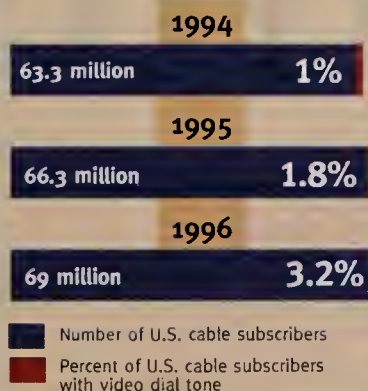 1994
63.3 million 1%
1995
66.3 million 1.8%
1996
69 million 3.2%
Number of U.S. cable subscribers
Percent of U.S. cable subscribers
with video dial tone